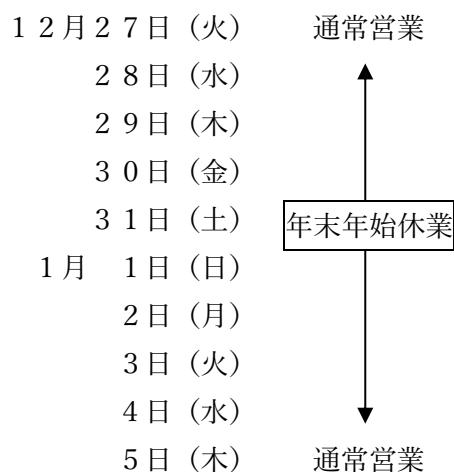 １２月２７日（火） 通常営業
２８日（水）
２９日（木）
３０日（金）
３１日（土） 年末年始休業
１月　１日（日）
２日（月）
３日（火）
４日（水）
５日（木） 通常営業